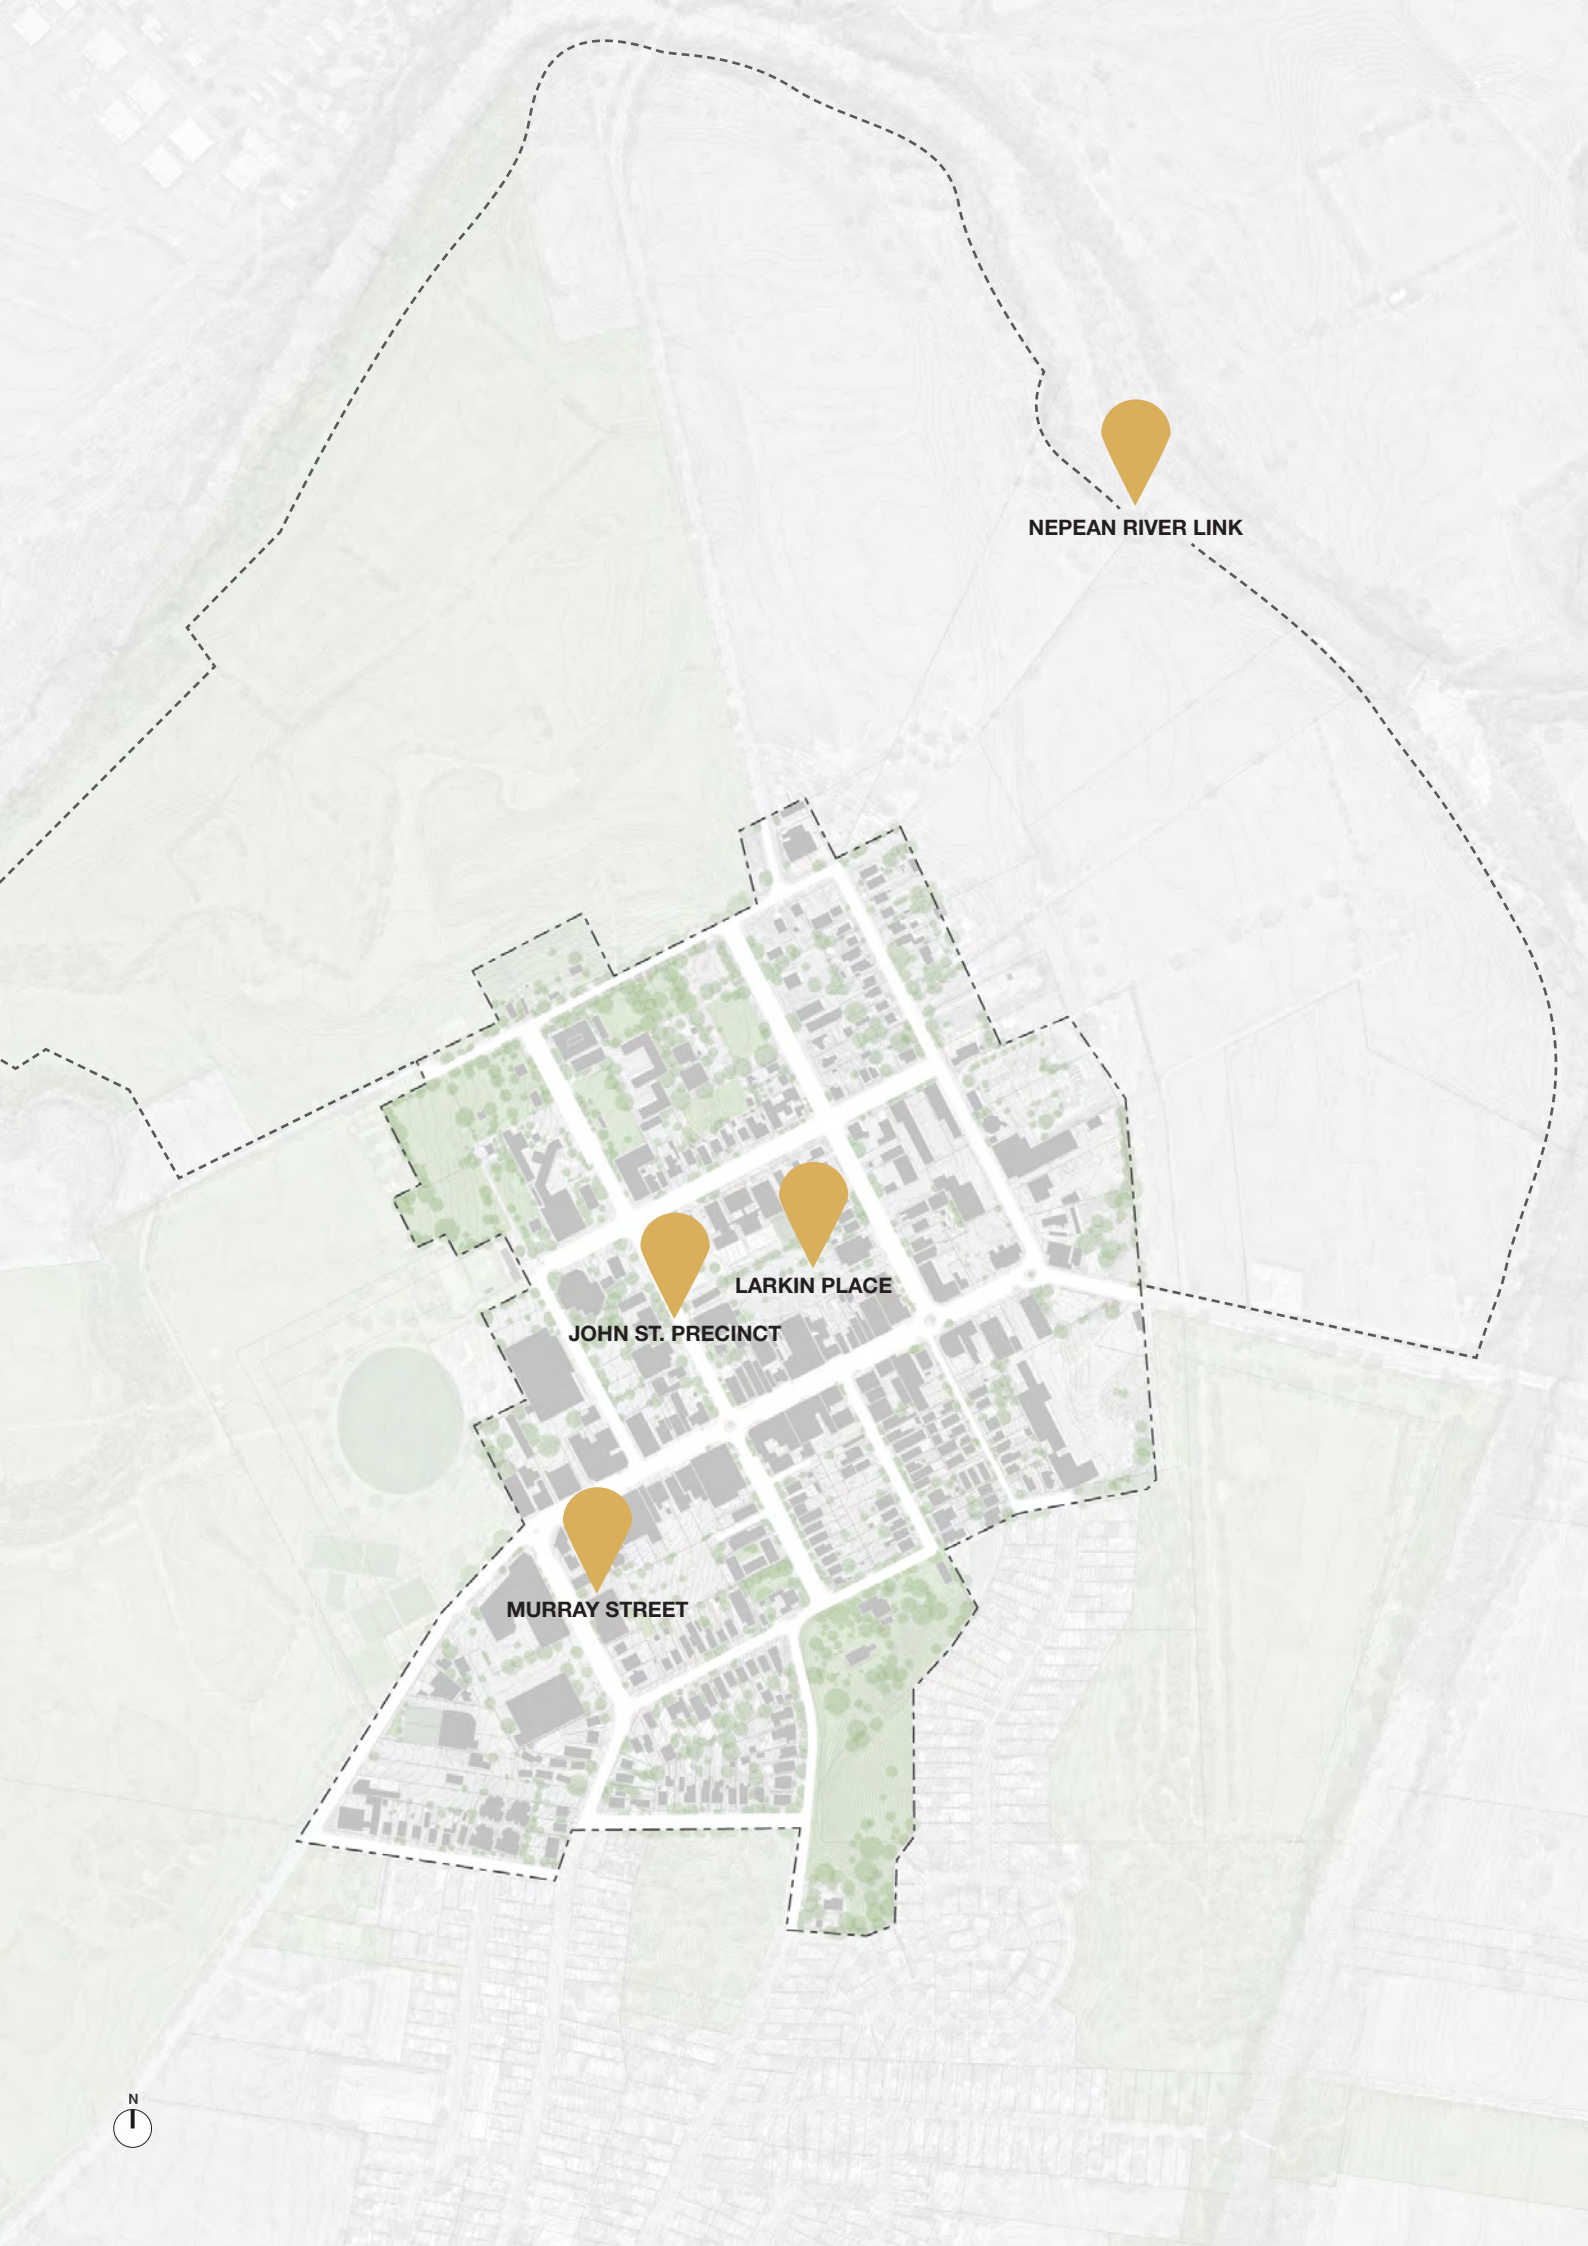 NEPEAN RIVER LINK
LARKIN PLACE
JOHN ST. PRECINCT
MURRAY STREET
N